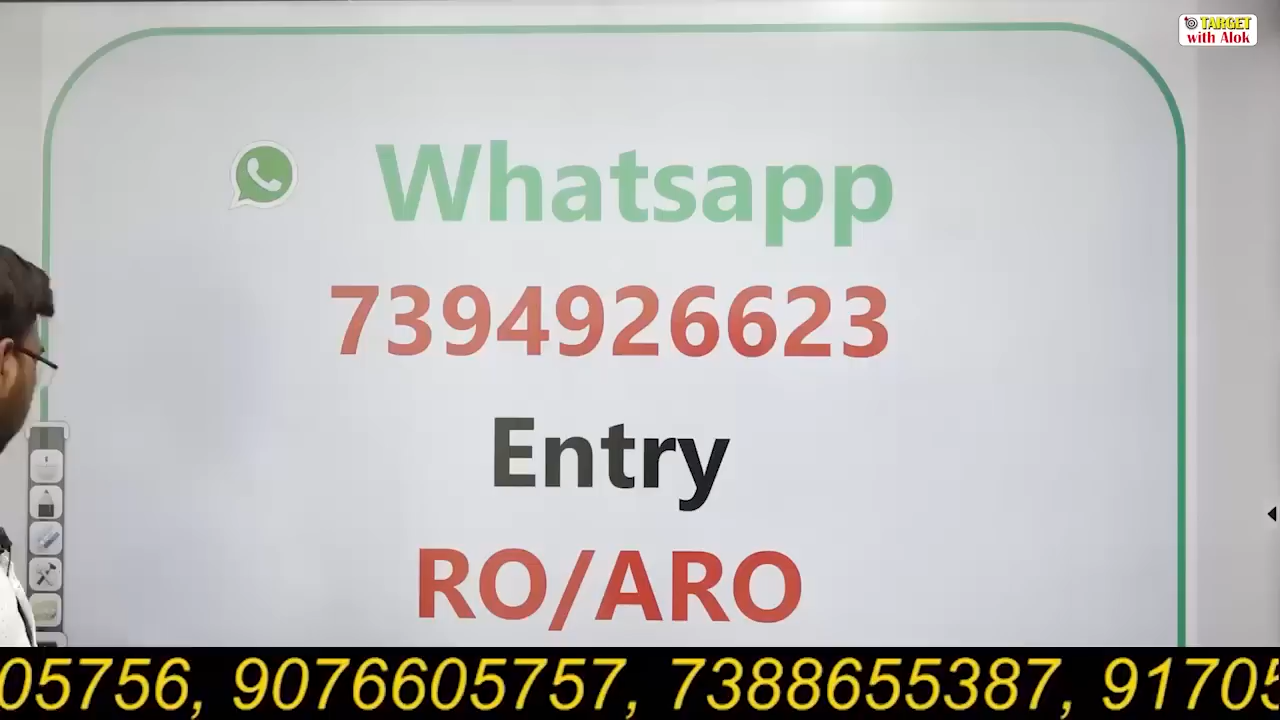 TARGET
with Alok
Whatsapp
7394926623
Entry
RO/ARO
05756, 9076605757, 7388655387, 91705